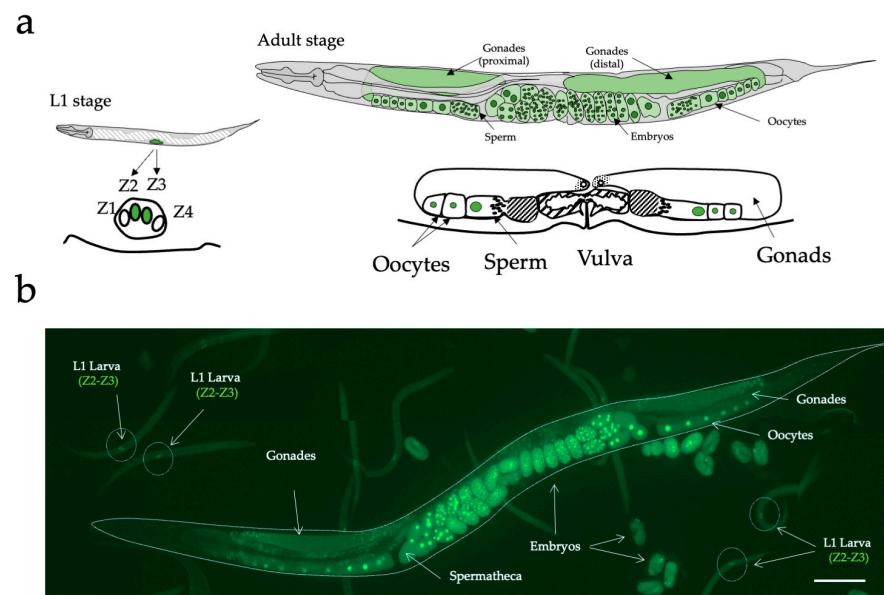 a
Adult stage
Gonades
(proximal)
Gonades
(distal)
L1 stage
Sperm
Embryos
Oocytes
Z2 Z3
Z1
Z4
Oocytes
Sperm
Vulva
Gonads
b
L1 Larva
(Z2-Z3)
L1 Larva
(Z2-Z3)
Gonades
Gonades
Oocytes
Embryos
Spermatheca
L1 Larva
(Z2-Z3)